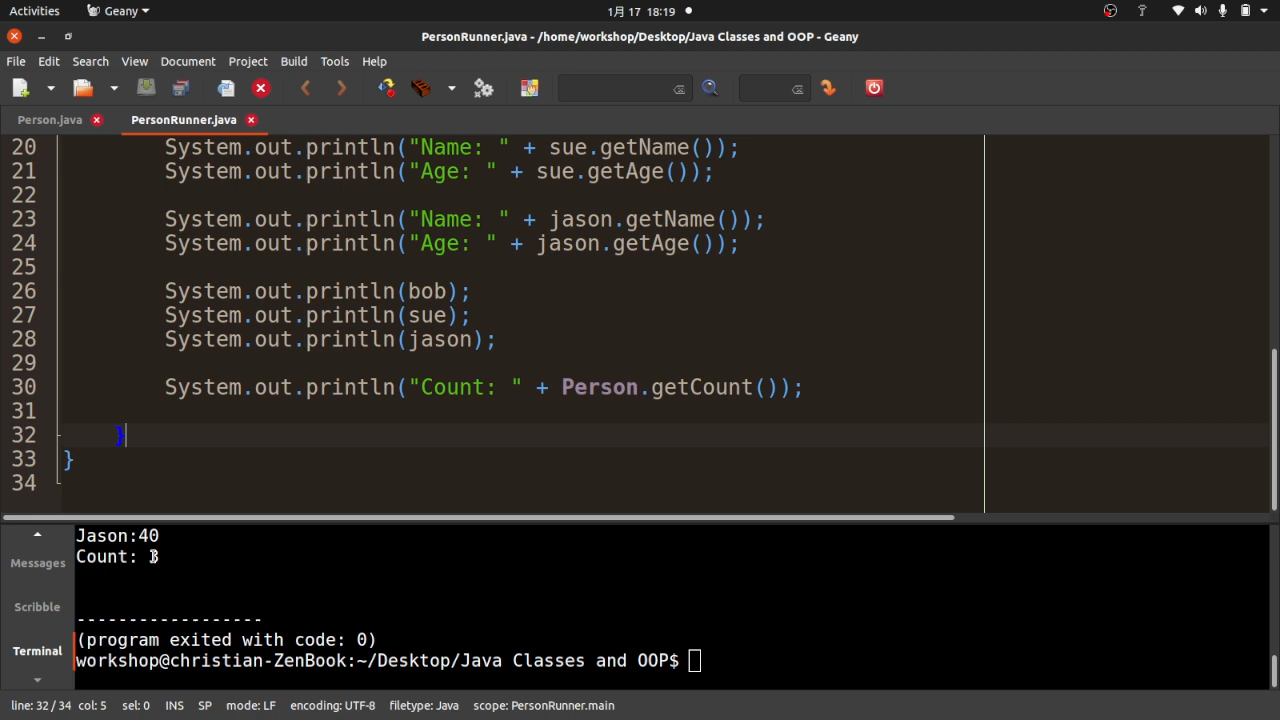 Activities Geany 1月 17 18:19
PersonRunner.java - /home/workshop/Desktop/Java Classes and OOP - Geany
File Edit Search View Document Project Build Tools Help
Person.java PersonRunner.java
20 System.out.println("Name: " + sue.getName());
21 System.out.println("Age: " + sue.getAge());
22
23 System.out.println("Name: " + jason.getName());
24 System.out.println("Age: " + jason.getAge());
25
26 System.out.println(bob);
27 System.out.println(sue);
28 System.out.println(jason);
29
30 System.out.println("Count: " + Person.getCount());
31
32 }
33 }
34
Messages
Scribble
Terminal
Jason:40
Count: 3
------------------
(program exited with code: 0)
workshop@christian-ZenBook:~/Desktop/Java Classes and OOP$
line: 32 / 34 col: 5 sel: 0 INS SP mode: LF encoding: UTF-8 filetype: Java scope: PersonRunner.main